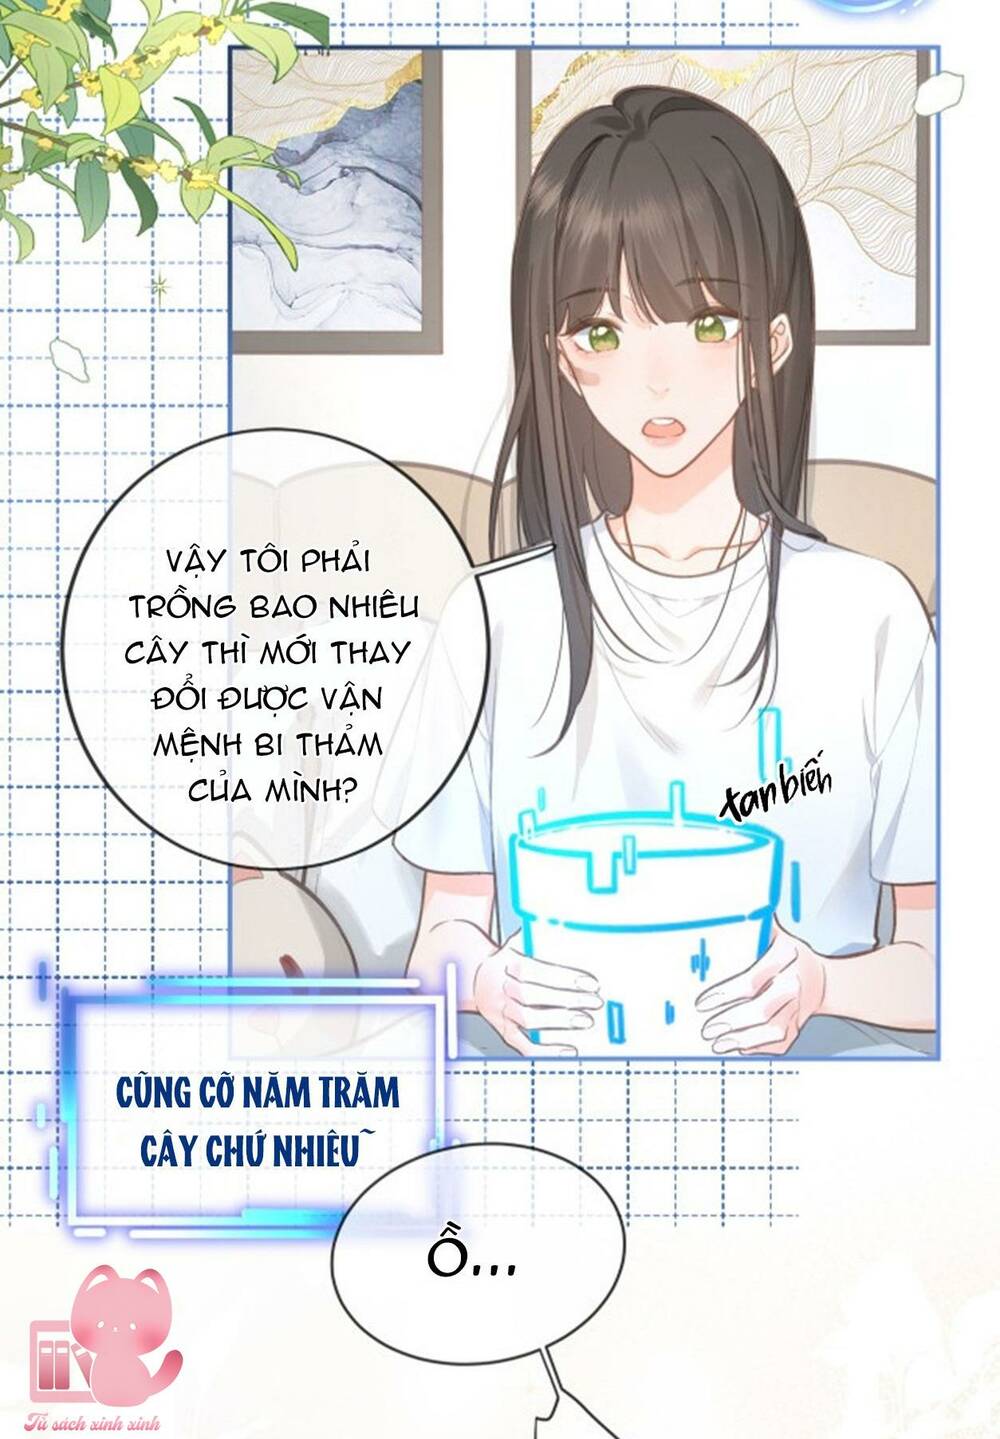 VẬY TÔI PHẢI
TRỒNG BAO NHIÊU
CÂY THÌ MỚI THAY
ĐỔI ĐƯỢC VẬN
MỆNH BI THẢM
CỦA MÌNH?
tan biến
CŨNG CỠ NĂM TRĂM
CÂY CHỨ NHIÊU~
Ồ...
Tủ sách xinh xinh